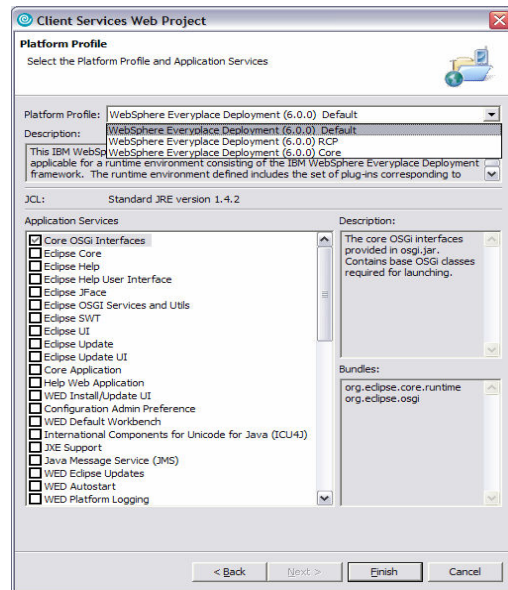 Client Services Web Project
Platform Profile
Select the Platform Profile and Application Services
Platform Profile:
WebSphere Everyplace Deployment (6.0.0) Default
WebSphere Everyplace Deployment (6.0.0) Default
WebSphere Everyplace Deployment (6.0.0) RCP
WebSphere Everyplace Deployment (6.0.0) Core
Description:
This IBM WebSp
applicable for a runtime environment consisting of the IBM WebSphere Everyplace Deployment
framework. The runtime environment defined includes the set of plug-ins corresponding to
JCL: Standard JRE version 1.4.2
Application Services
Core OSGi Interfaces
Eclipse Core
Eclipse Help
Eclipse Help User Interface
Eclipse JFace
Eclipse OSGI Services and Utils
Eclipse SWT
Eclipse UI
Eclipse Update
Eclipse Update UI
Core Application
Help Web Application
WED Install/Update UI
Configuration Admin Preference
WED Default Workbench
International Components for Unicode for Java (ICU4J)
JXE Support
Java Message Service (JMS)
WED Eclipse Updates
WED Autostart
WED Platform Logging
Description:
The core OSGi interfaces
provided in osgi.jar.
Contains base OSGi classes
required for launching.
Bundles:
org.eclipse.core.runtime
org.eclipse.osgi
< Back
Next >
Finish
Cancel